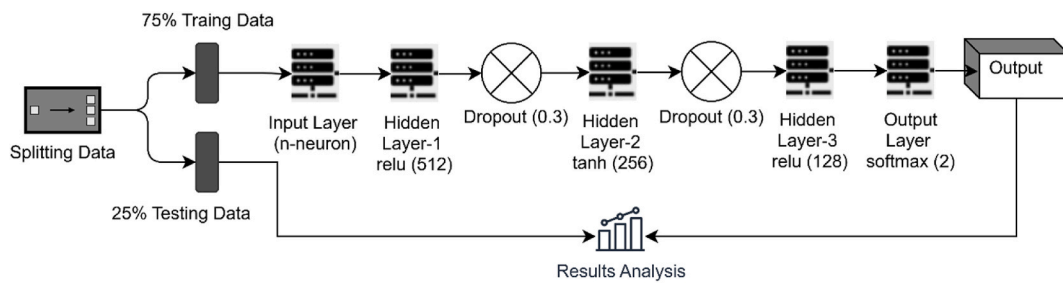 75% Traing Data
Splitting Data
25% Testing Data
Input Layer
(n-neuron)
Hidden
Layer-1
relu (512)
Dropout (0.3)
Hidden
Layer-2
tanh (256)
Dropout (0.3)
Hidden
Layer-3
relu (128)
Output
Layer
softmax (2)
Output
Results Analysis